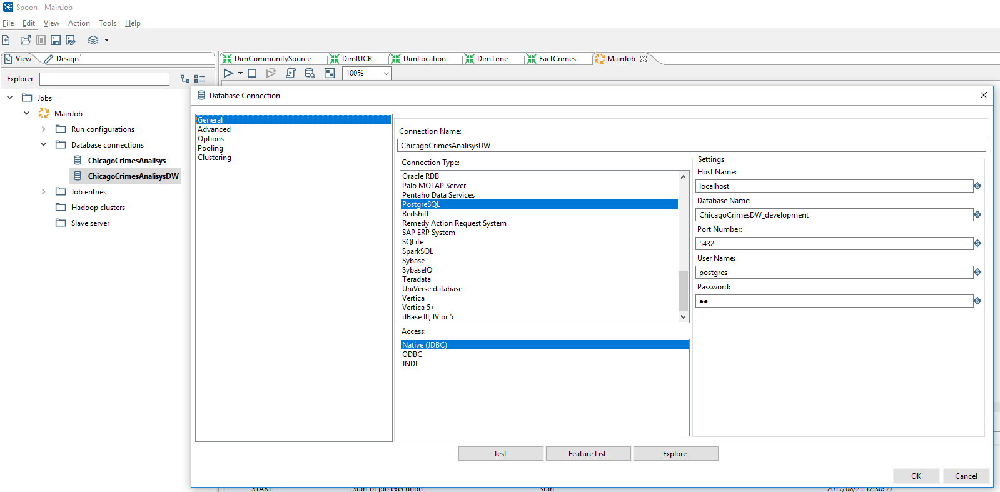 Spoon - MainJob
File Edit View Action Tools Help
View Design
DimCommunitySource DimIUCR DimLocation DimTime FactCrimes MainJob
100%
Explorer
Jobs
MainJob
Run configurations
Database connections
ChicagoCrimesAnalisys
ChicagoCrimesAnalisysDW
Job entries
Hadoop clusters
Slave server
Database Connection
General
Advanced
Options
Pooling
Clustering
Connection Name:
ChicagoCrimesAnalisysDW
Connection Type:
Oracle RDB
Palo MOLAP Server
Pentaho Data Services
PostgreSQL
Redshift
Remedy Action Request System
SAP ERP System
SQLite
SparkSQL
Sybase
SybaseIQ
Teradata
UniVerse database
Vertica
Vertica 5+
dBase III, IV or 5
Access:
Native (JDBC)
ODBC
JNDI
Settings
Host Name:
localhost
Database Name:
ChicagoCrimesDW_development
Port Number:
5432
User Name:
postgres
Password:
●●
Test Feature List Explore
OK Cancel
START Start of job execution start 2017/08/21 12:30:59